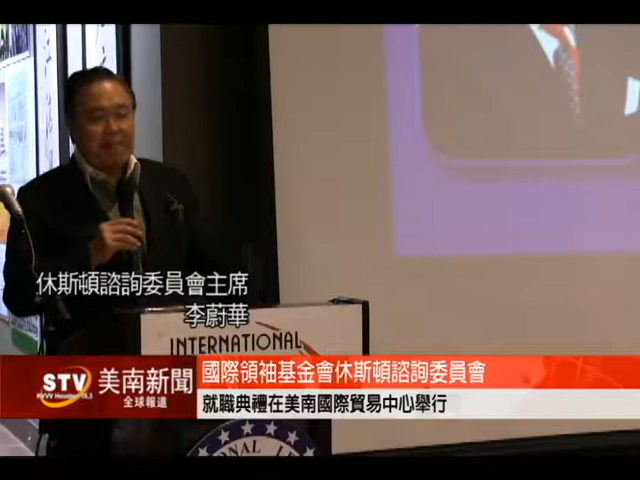 休斯頓諮詢委員會主席
李蔚華
INTERNATIONAL
STV
美南新聞
全球報道
國際領袖基金會休斯頓諮詢委員會
就職典禮在美南國際貿易中心舉行